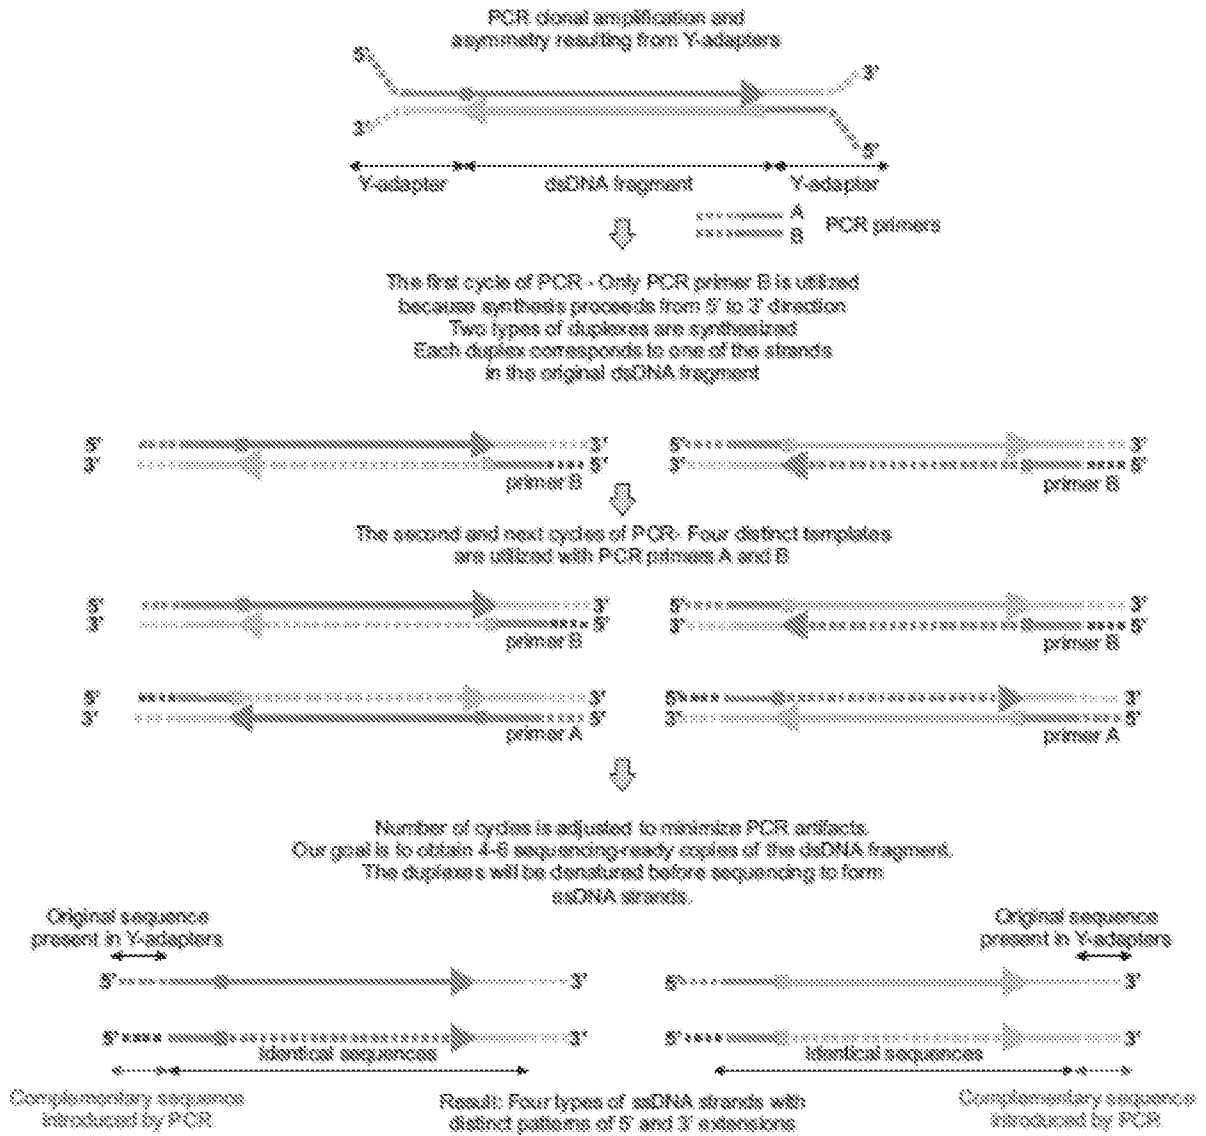 PCR clonal amplification and
asymmetry resulting from Y-adapters
5' 3'
3' 5'
Y-adapter dsDNA fragment Y-adapter
A
B
PCR primers
The first cycle of PCR - Only PCR primer B is utilized
because synthesis proceeds from 5' to 3' direction
Two types of duplexes are synthesized
Each duplex corresponds to one of the strands
in the original dsDNA fragment
5' 3' 5' 3'
3' 5' 3' 5'
primer B primer B
The second and next cycles of PCR- Four distinct templates
are utilized with PCR primers A and B
5' 3' 5' 3'
3' 5' 3' 5'
primer B primer B
5' 3' 5' 3'
3' 5' 3' 5'
primer A primer A
Number of cycles is adjusted to minimize PCR artifacts.
Our goal is to obtain 4-6 sequencing-ready copies of the dsDNA fragment.
The duplexes will be denatured before sequencing to form
ssDNA strands.
Original sequence
present in Y-adapters
Original sequence
present in Y-adapters
5' 3' 5' 3'
5' 3' 5' 3'
Identical sequences Identical sequences
Complementary sequence
introduced by PCR
Result: Four types of ssDNA strands with
distinct patterns of 5' and 3' extensions
Complementary sequence
introduced by PCR